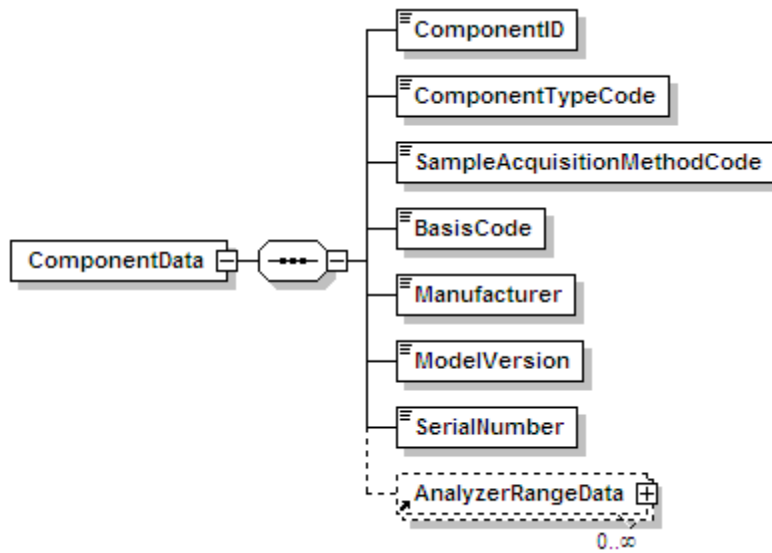 ComponentID
ComponentTypeCode
SampleAcquisitionMethodCode
BasisCode
ComponentData
Manufacturer
ModelVersion
SerialNumber
AnalyzerRangeData
0..∞